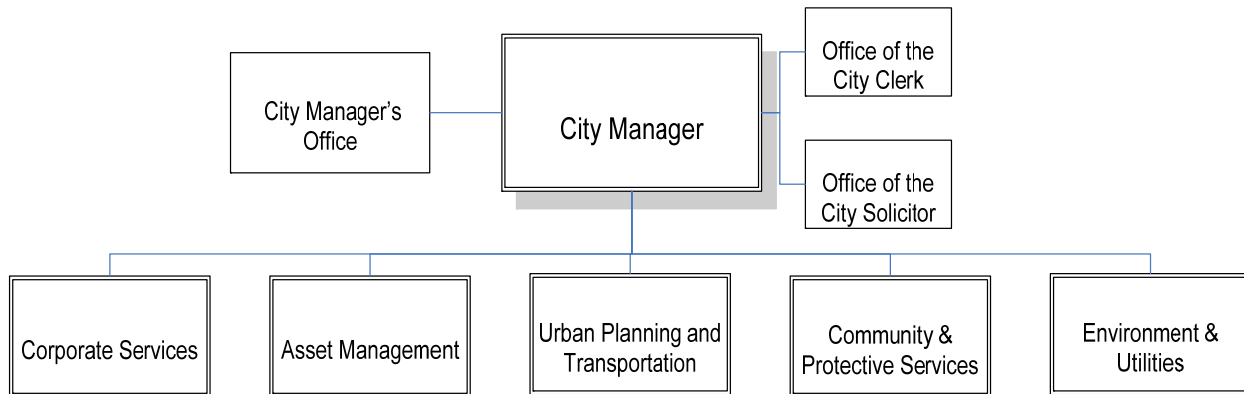 Office of the
City Clerk
City Manager's
Office
City Manager
Office of the
City Solicitor
Corporate Services
Asset Management
Urban Planning and
Transportation
Community &
Protective Services
Environment &
Utilities